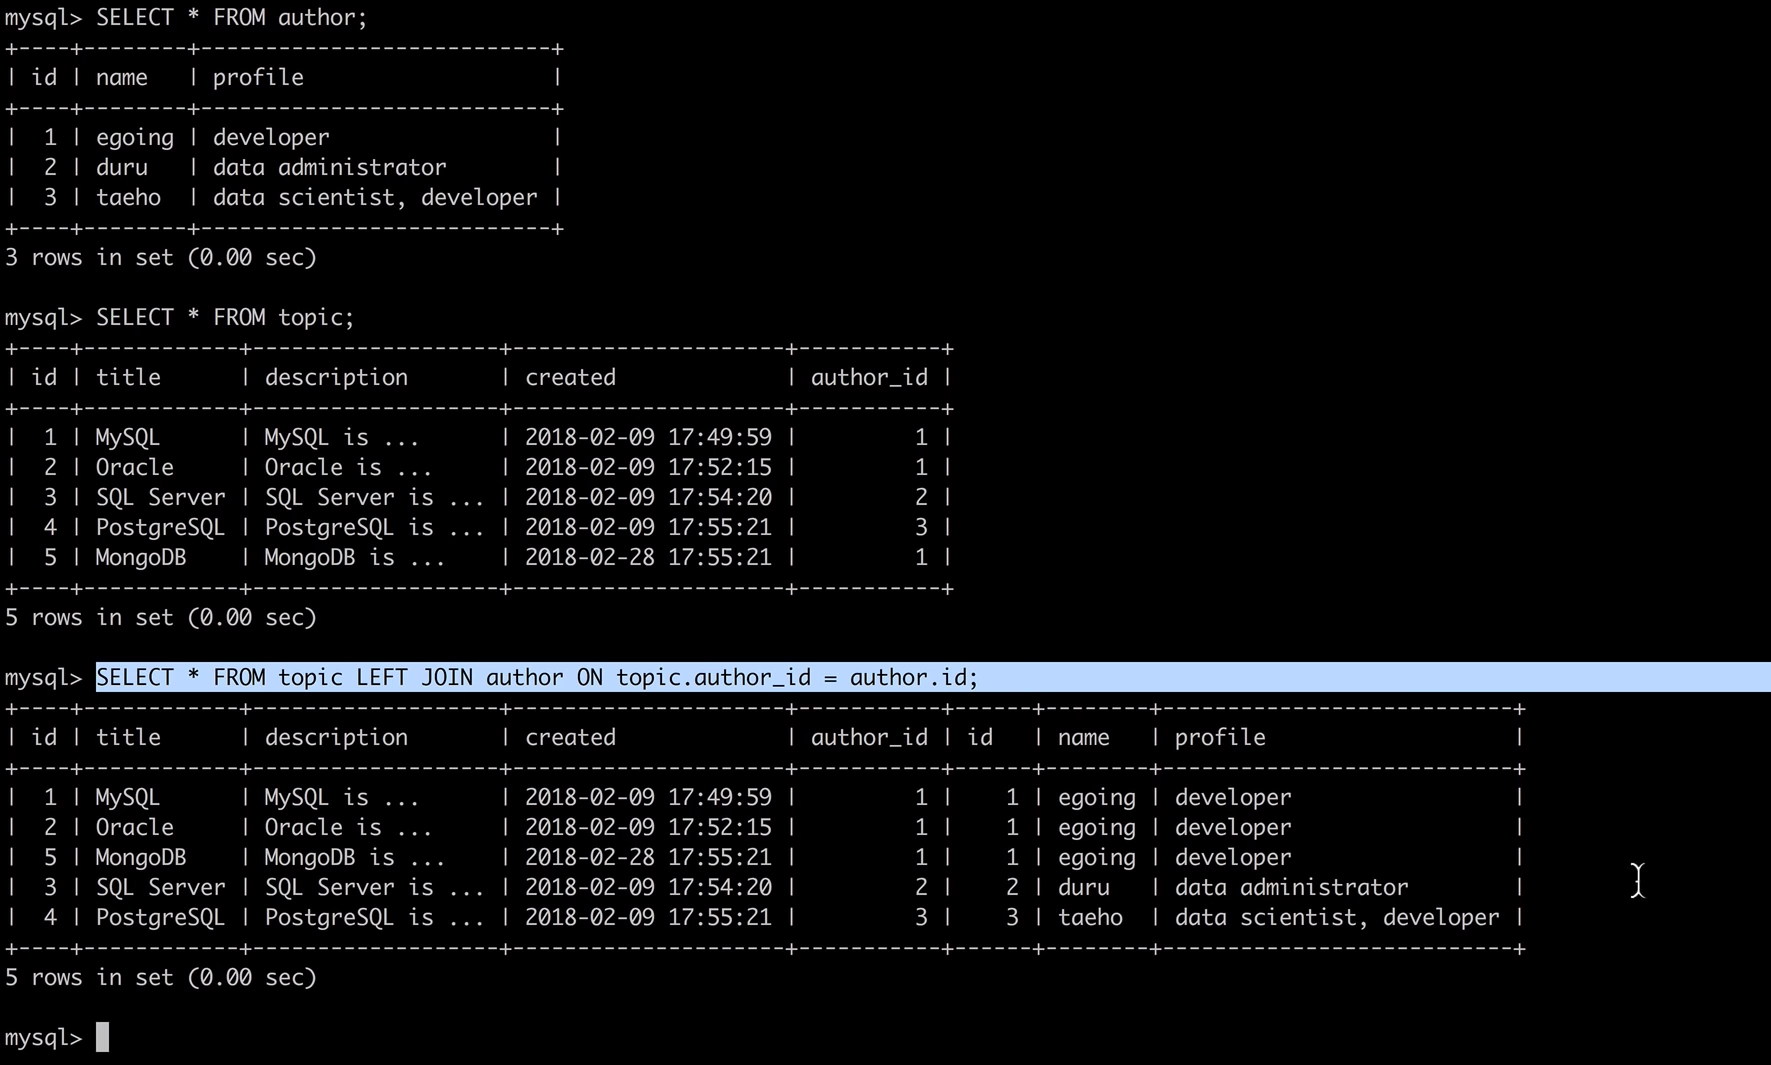 mysql> SELECT * FROM author;
+----+--------+---------------------------+
| id | name   | profile                   |
+----+--------+---------------------------+
|  1 | egoing | developer                 |
|  2 | duru   | data administrator        |
|  3 | taeho  | data scientist, developer |
+----+--------+---------------------------+
3 rows in set (0.00 sec)

mysql> SELECT * FROM topic;
+----+------------+-------------------+---------------------+-----------+
| id | title      | description       | created             | author_id |
+----+------------+-------------------+---------------------+-----------+
|  1 | MySQL      | MySQL is ...      | 2018-02-09 17:49:59 |         1 |
|  2 | Oracle     | Oracle is ...     | 2018-02-09 17:52:15 |         1 |
|  3 | SQL Server | SQL Server is ... | 2018-02-09 17:54:20 |         2 |
|  4 | PostgreSQL | PostgreSQL is ... | 2018-02-09 17:55:21 |         3 |
|  5 | MongoDB    | MongoDB is ...    | 2018-02-28 17:55:21 |         1 |
+----+------------+-------------------+---------------------+-----------+
5 rows in set (0.00 sec)

mysql> SELECT * FROM topic LEFT JOIN author ON topic.author_id = author.id;
+----+------------+-------------------+---------------------+-----------+------+--------+---------------------------+
| id | title      | description       | created             | author_id | id   | name   | profile                   |
+----+------------+-------------------+---------------------+-----------+------+--------+---------------------------+
|  1 | MySQL      | MySQL is ...      | 2018-02-09 17:49:59 |         1 |    1 | egoing | developer                 |
|  2 | Oracle     | Oracle is ...     | 2018-02-09 17:52:15 |         1 |    1 | egoing | developer                 |
|  5 | MongoDB    | MongoDB is ...    | 2018-02-28 17:55:21 |         1 |    1 | egoing | developer                 |
|  3 | SQL Server | SQL Server is ... | 2018-02-09 17:54:20 |         2 |    2 | duru   | data administrator        |
|  4 | PostgreSQL | PostgreSQL is ... | 2018-02-09 17:55:21 |         3 |    3 | taeho  | data scientist, developer |
+----+------------+-------------------+---------------------+-----------+------+--------+---------------------------+
5 rows in set (0.00 sec)

mysql>